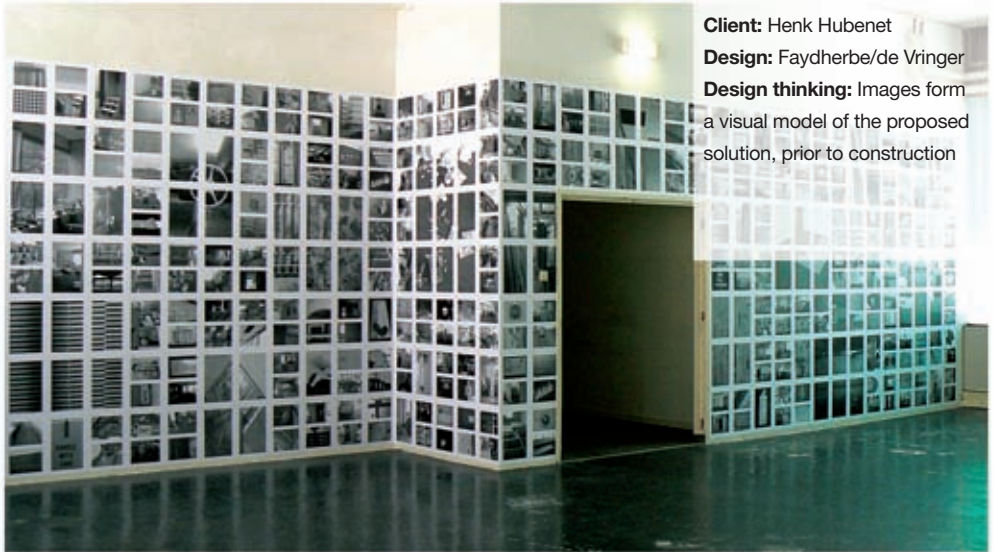 Client: Henk Hubenet
Design: Faydherbe/de Vringer
Design thinking: Images form
a visual model of the proposed
solution, prior to construction